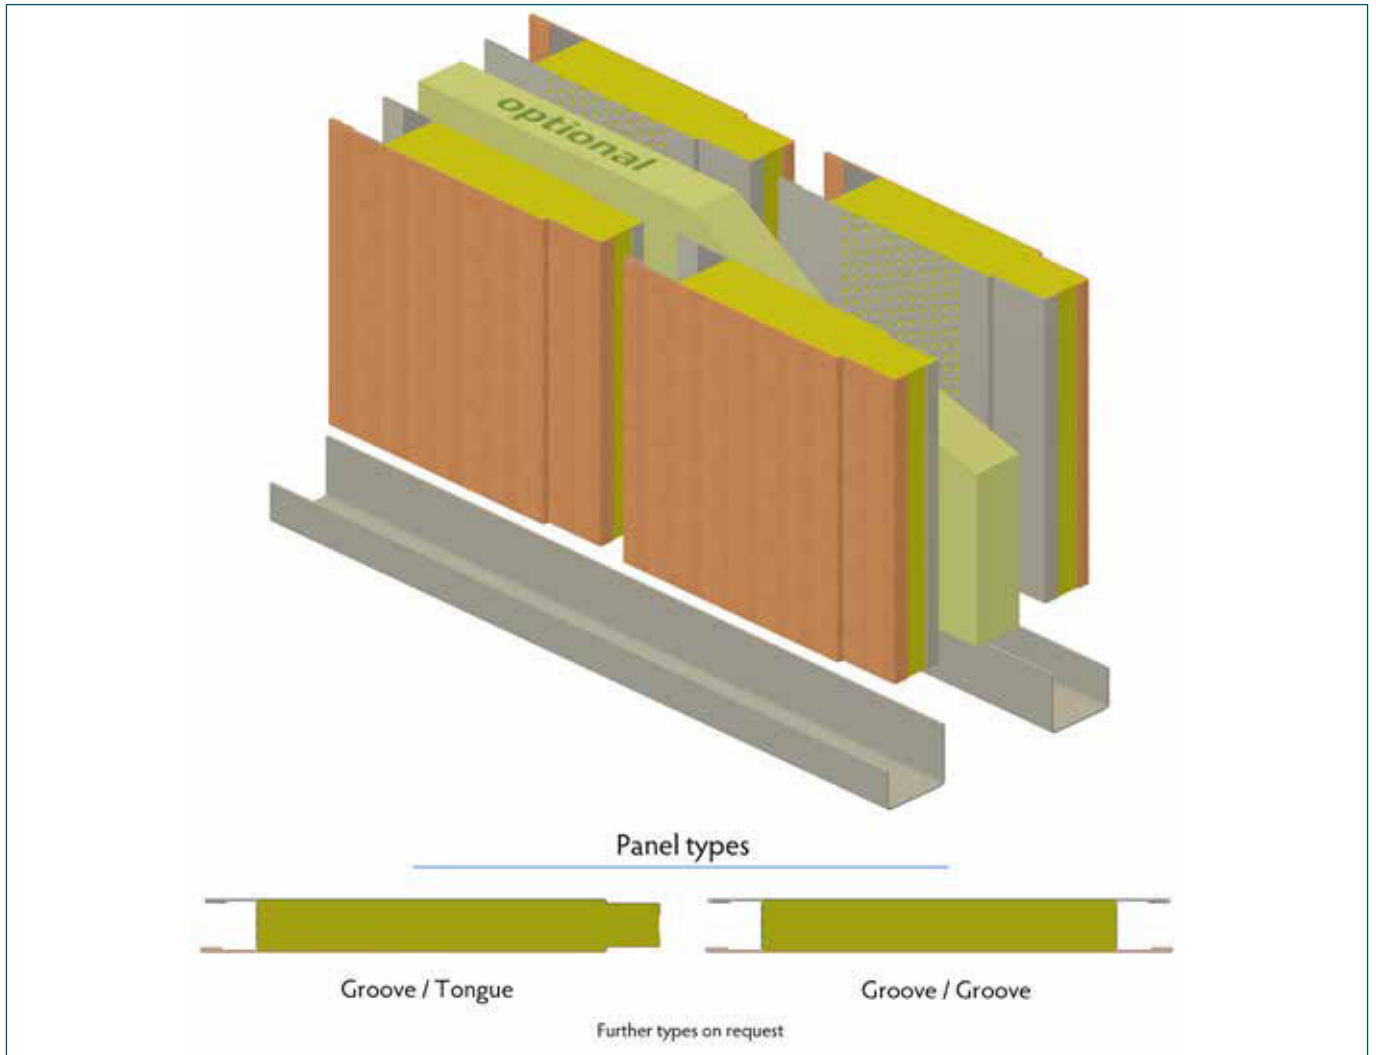 optional
Panel types
Groove / Tongue
Groove / Groove
Further types on request